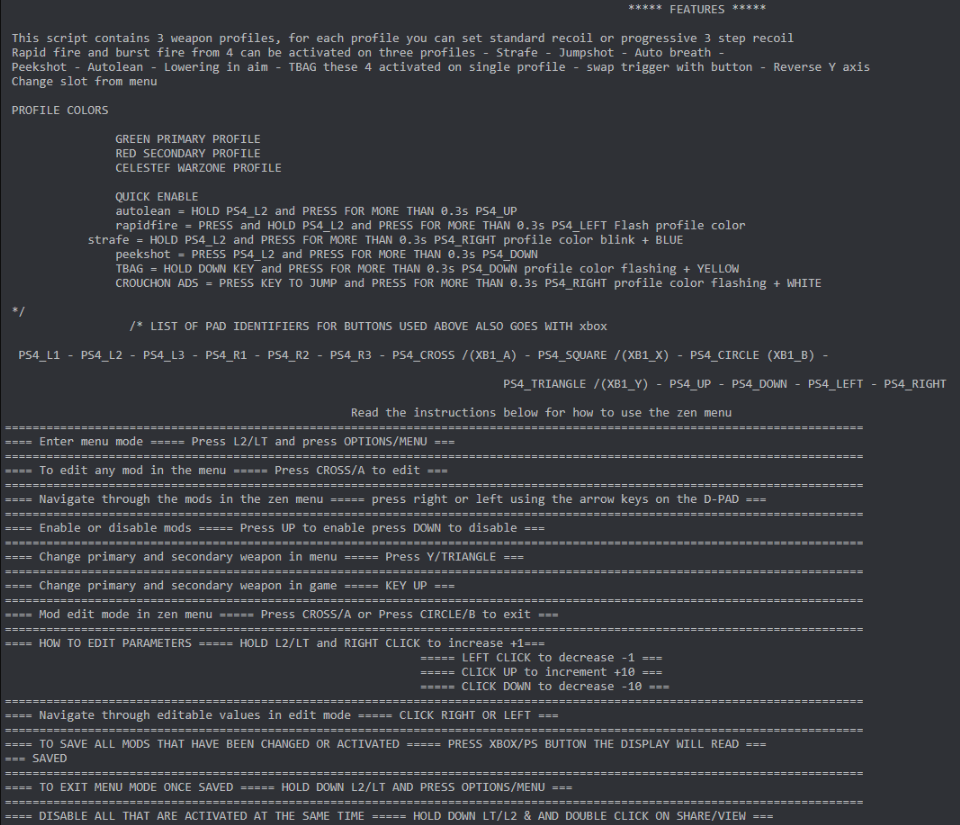 ***** FEATURES *****
This script contains 3 weapon profiles, for each profile you can set standard recoil or progressive 3 step recoil
Rapid fire and burst fire from 4 can be activated on three profiles - Strafe - Jumpshot - Auto breath -
Peekshot - Autolean - Lowering in aim - TBAG these 4 activated on single profile - swap trigger with button - Reverse Y axis
Change slot from menu
PROFILE COLORS
GREEN PRIMARY PROFILE
RED SECONDARY PROFILE
CELESTEF WARZONE PROFILE
QUICK ENABLE
autolean = HOLD PS4_L2 and PRESS FOR MORE THAN 0.3s PS4_UP
rapidfire = PRESS and HOLD PS4_L2 and PRESS FOR MORE THAN 0.3s PS4_LEFT Flash profile color
strafe = HOLD PS4_L2 and PRESS FOR MORE THAN 0.3s PS4_RIGHT profile color blink + BLUE
peekshot = PRESS PS4_L2 and PRESS FOR MORE THAN 0.3s PS4_DOWN
TBAG = HOLD DOWN KEY and PRESS FOR MORE THAN 0.3s PS4_DOWN profile color flashing + YELLOW
CROUCHON ADS = PRESS KEY TO JUMP and PRESS FOR MORE THAN 0.3s PS4_RIGHT profile color flashing + WHITE
*/
/* LIST OF PAD IDENTIFIERS FOR BUTTONS USED ABOVE ALSO GOES WITH xbox
PS4_L1 - PS4_L2 - PS4_L3 - PS4_R1 - PS4_R2 - PS4_R3 - PS4_CROSS /(XB1_A) - PS4_SQUARE /(XB1_X) - PS4_CIRCLE (XB1_B) -
PS4_TRIANGLE /(XB1_Y) - PS4_UP - PS4_DOWN - PS4_LEFT - PS4_RIGHT
Read the instructions below for how to use the zen menu
============================================================================================================================
==== Enter menu mode ===== Press L2/LT and press OPTIONS/MENU ===
============================================================================================================================
==== To edit any mod in the menu ===== Press CROSS/A to edit ===
============================================================================================================================
==== Navigate through the mods in the zen menu ===== press right or left using the arrow keys on the D-PAD ===
============================================================================================================================
==== Enable or disable mods ===== Press UP to enable press DOWN to disable ===
============================================================================================================================
==== Change primary and secondary weapon in menu ===== Press Y/TRIANGLE ===
============================================================================================================================
==== Change primary and secondary weapon in game ===== KEY UP ===
============================================================================================================================
==== Mod edit mode in zen menu ===== Press CROSS/A or Press CIRCLE/B to exit ===
============================================================================================================================
==== HOW TO EDIT PARAMETERS ===== HOLD L2/LT and RIGHT CLICK to increase +1===
===== LEFT CLICK to decrease -1 ===
===== CLICK UP to increment +10 ===
===== CLICK DOWN to decrease -10 ===
============================================================================================================================
==== Navigate through editable values in edit mode ===== CLICK RIGHT OR LEFT ===
============================================================================================================================
==== TO SAVE ALL MODS THAT HAVE BEEN CHANGED OR ACTIVATED ===== PRESS XBOX/PS BUTTON THE DISPLAY WILL READ ===
=== SAVED
============================================================================================================================
==== TO EXIT MENU MODE ONCE SAVED ===== HOLD DOWN L2/LT AND PRESS OPTIONS/MENU ===
============================================================================================================================
==== DISABLE ALL THAT ARE ACTIVATED AT THE SAME TIME ===== HOLD DOWN LT/L2 & AND DOUBLE CLICK ON SHARE/VIEW ===